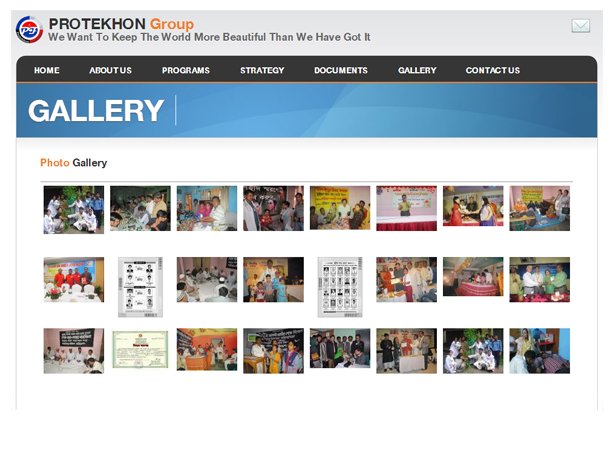 PROTEKHON Group
We Want To Keep The World More Beautiful Than We Have Got It
HOME ABOUT US PROGRAMS STRATEGY DOCUMENTS GALLERY CONTACT US
GALLERY
Photo Gallery